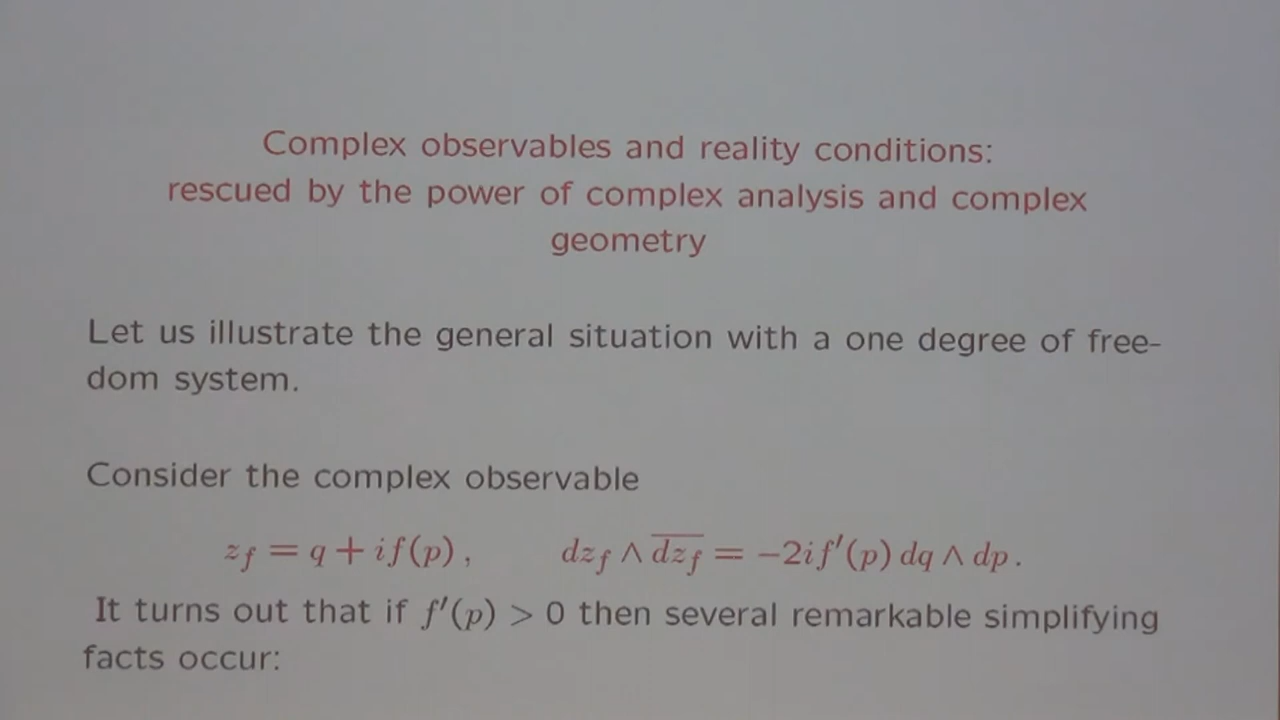 Complex observables and reality conditions:
rescued by the power of complex analysis and complex
geometry
Let us illustrate the general situation with a one degree of free-
dom system.
Consider the complex observable
z_f = q + if(p) ,    dz_f ∧ \overline{dz_f} = −2if′(p) dq ∧ dp .
It turns out that if f′(p) > 0 then several remarkable simplifying
facts occur: